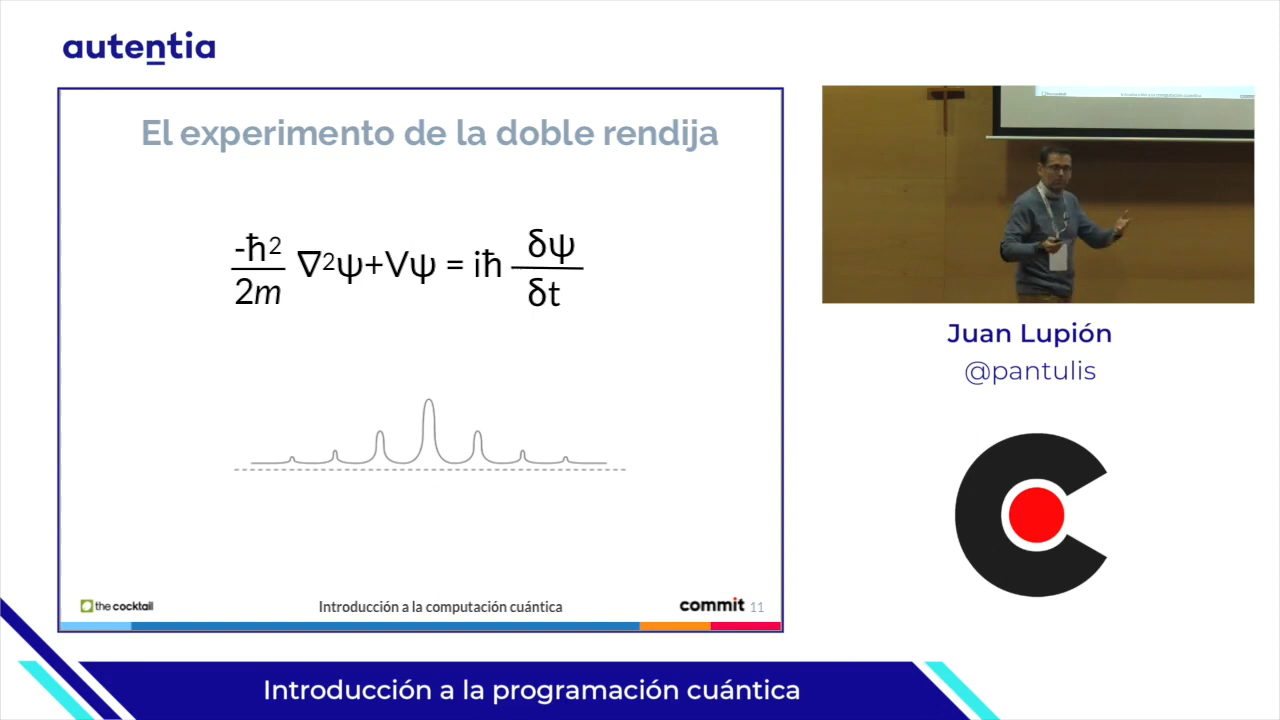 autentia
El experimento de la doble rendija
-ħ2
2m
∇2ψ+Vψ = iħ
δψ
δt
the cocktail
Introducción a la computación cuántica
commit 11
Juan Lupión
@pantulis
Introducción a la programación cuántica